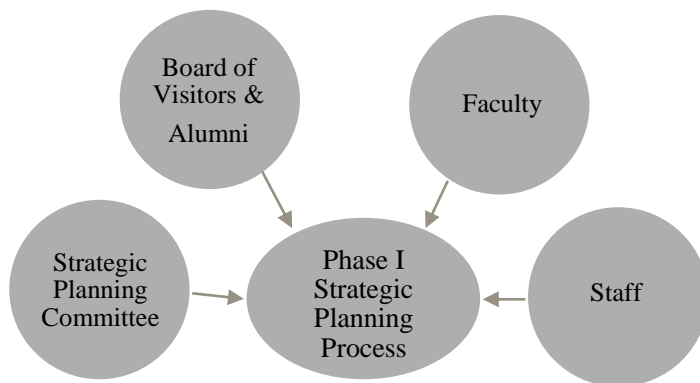 Board of
Visitors &
Alumni
Faculty
Strategic
Planning
Committee
Phase I
Strategic
Planning
Process
Staff